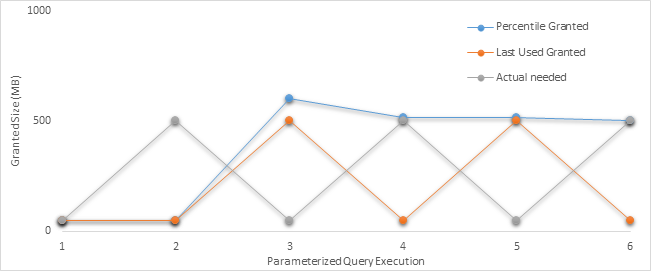 1000
Percentile Granted
Last Used Granted
Actual needed
Granted Size (MB)
500
0
1 2 3 4 5 6
Parameterized Query Execution